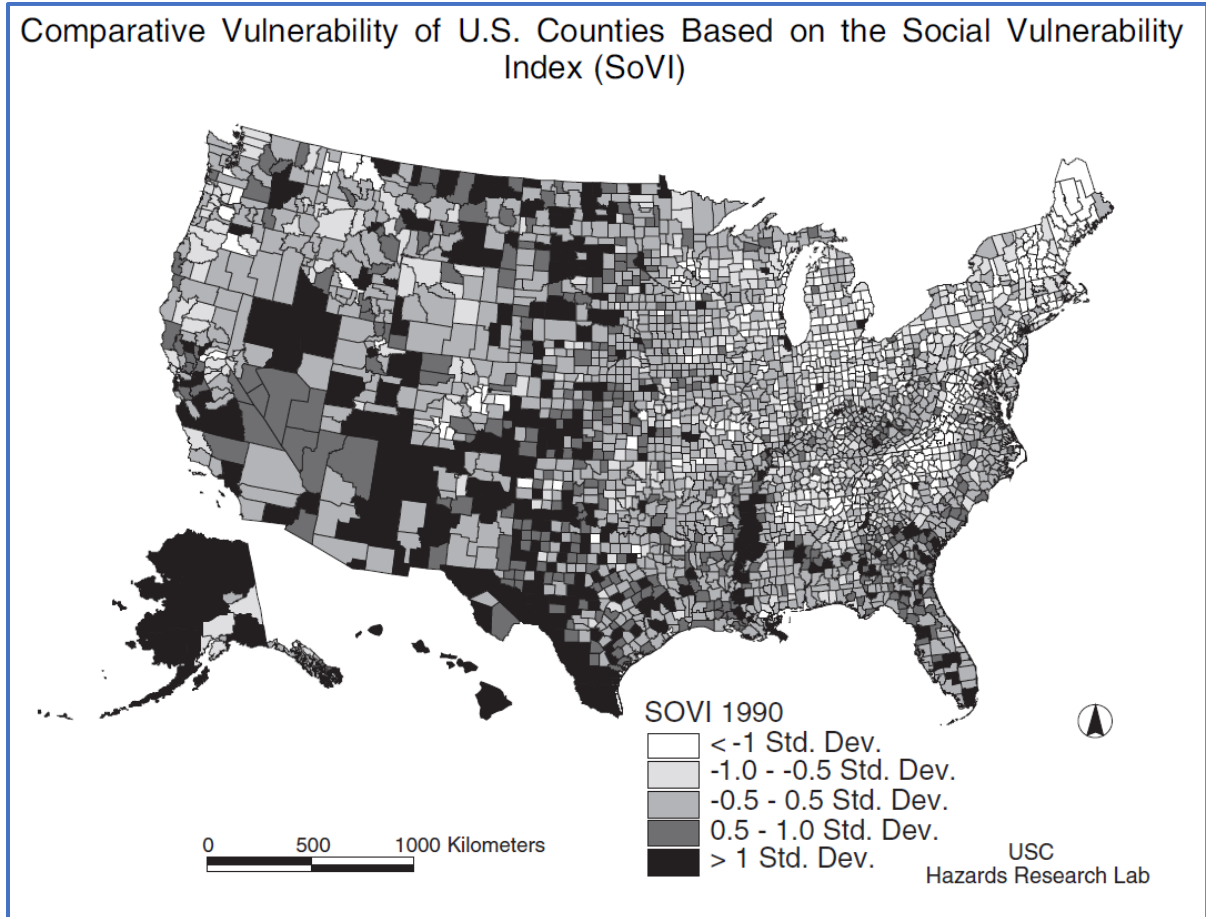 Comparative Vulnerability of U.S. Counties Based on the Social Vulnerability
Index (SoVI)
SOVI 1990
< -1 Std. Dev.
-1.0 - -0.5 Std. Dev.
-0.5 - 0.5 Std. Dev.
0.5 - 1.0 Std. Dev.
> 1 Std. Dev.
0 500 1000 Kilometers
USC
Hazards Research Lab